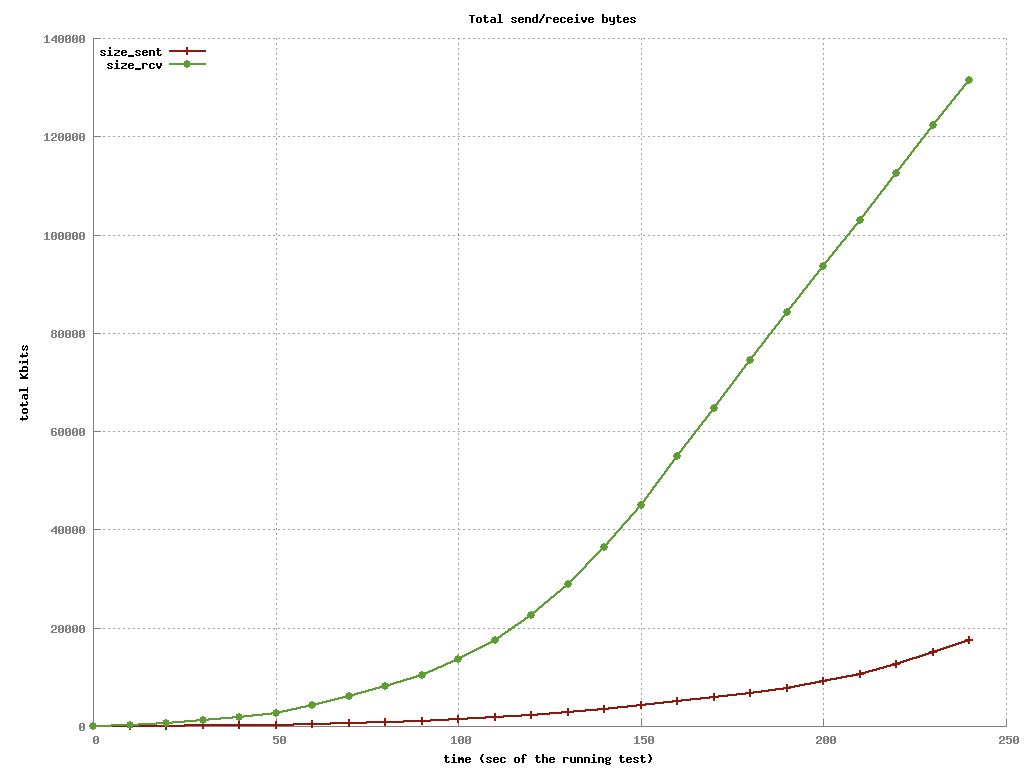 Total send/receive bytes
140000
size_sent
size_rcv
120000
100000
80000
total Kbits
60000
40000
20000
0
0 50 100 150 200 250
time (sec of the running test)